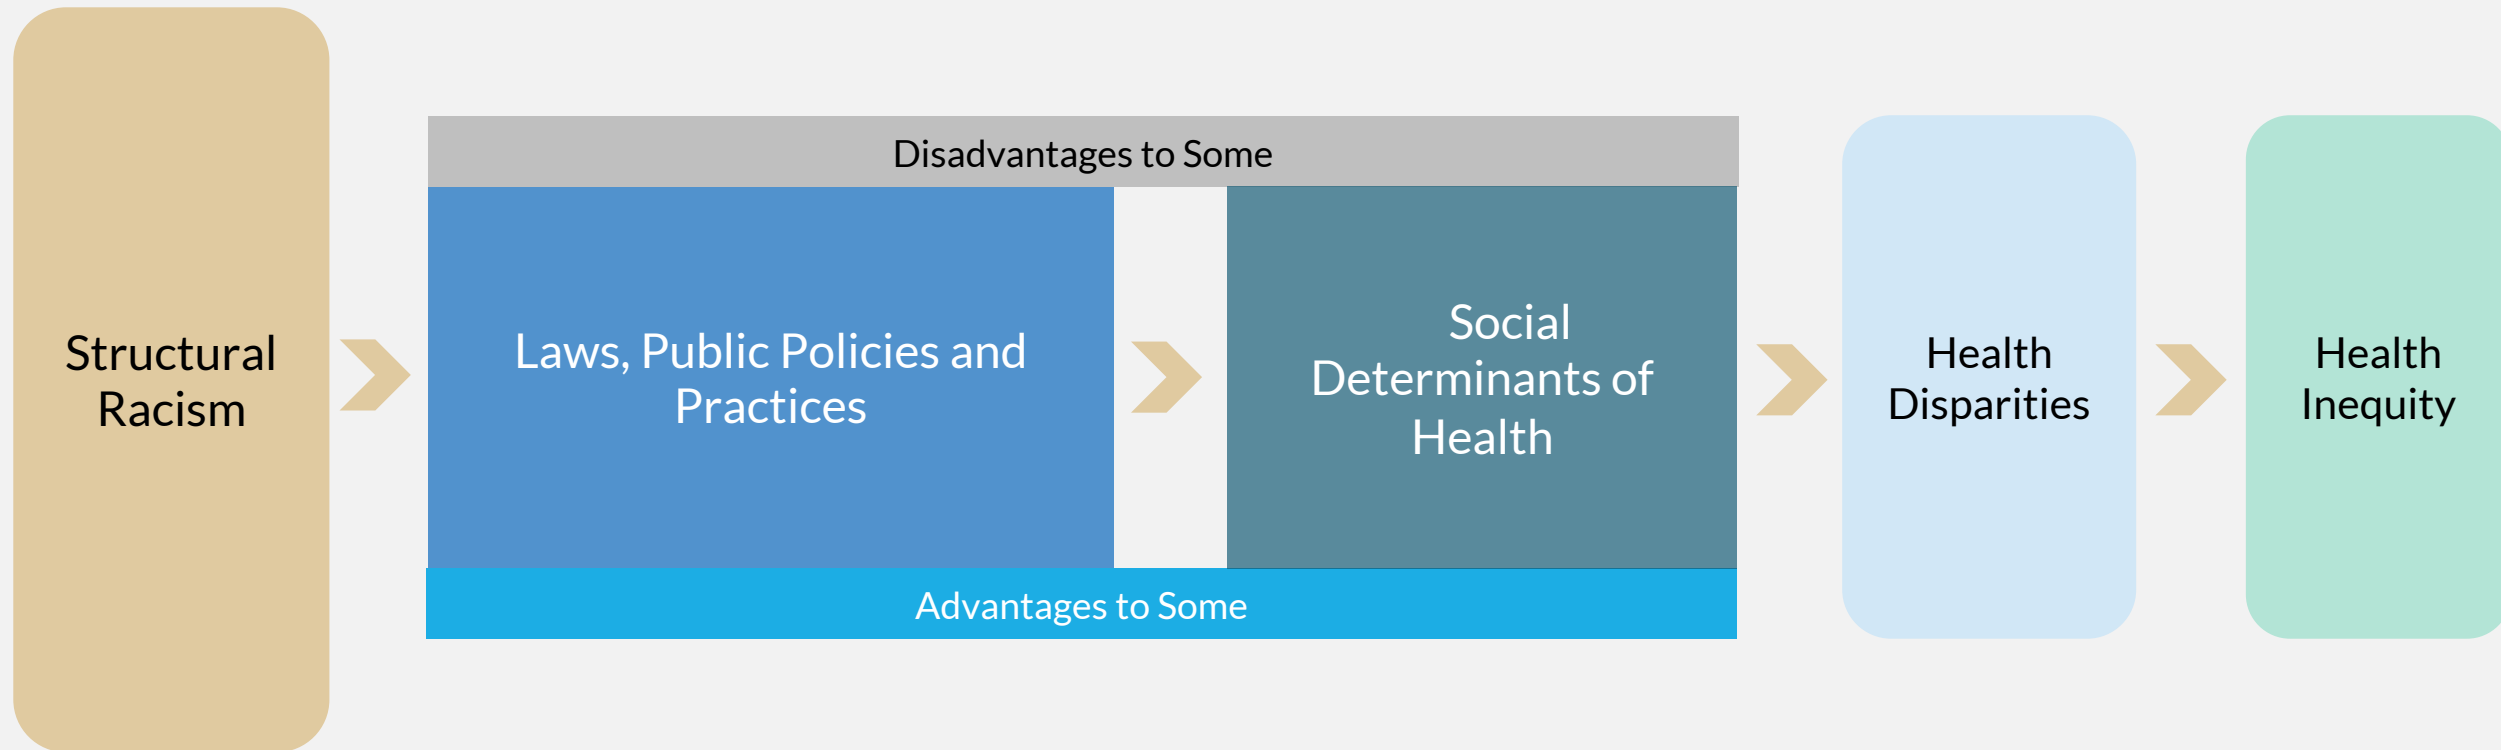 Structural
Racism
Disadvantages to Some
Laws, Public Policies and
Practices
Social
Determinants of
Health
Advantages to Some
Health
Disparities
Health
Inequity